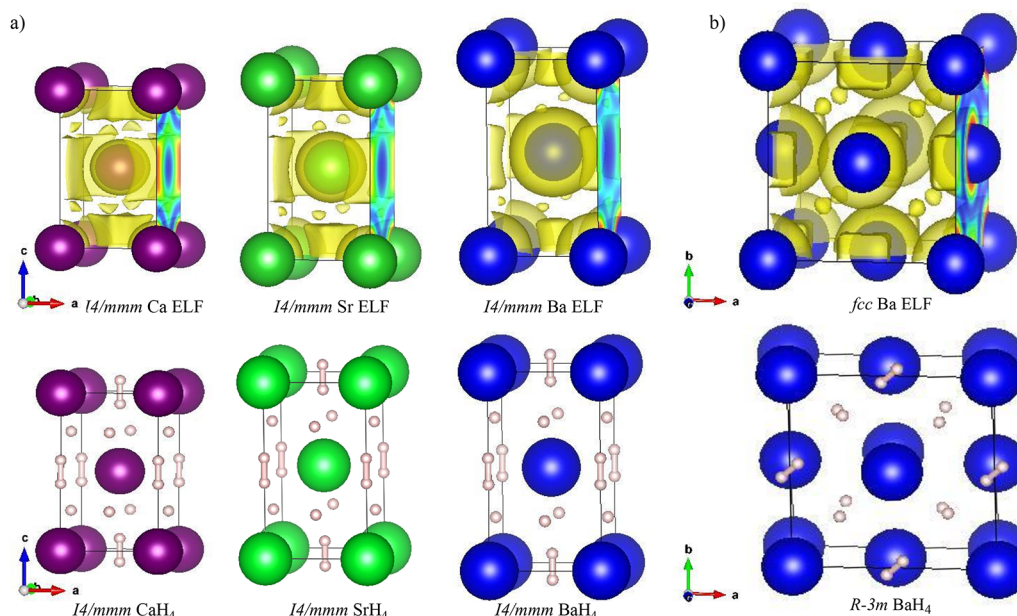 a)
b)
c
a
I4/mmm Ca ELF
I4/mmm Sr ELF
I4/mmm Ba ELF
b
a
fcc Ba ELF
c
a
I4/mmm CaH4
I4/mmm SrH4
I4/mmm BaH4
b
a
R-3m BaH4